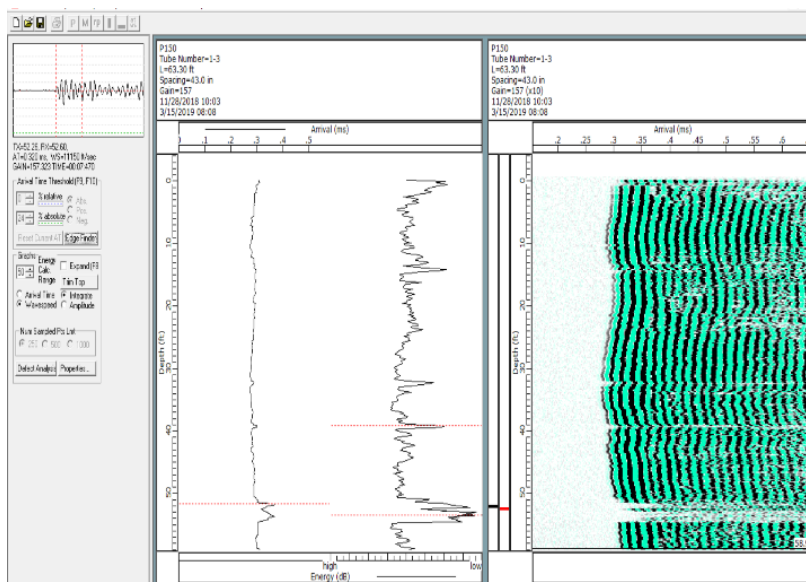 P M
TX=52.28, RX=52.60,
AT=0.320 ms, WS=11150 ft/sec
GAIN=157.323 TIME=00:07.470
Arrival Time Threshold (F9, F10)
% relative
% absolute
Abs.
Pos.
Neg.
Reset Current AT
Edge Finding
Graphs
50
Energy
Calc.
Range
Expand (F8
Trim Top
Arrival Time
Integrate
Wavespeed
Amplitude
Num Sampled Pts Lmt
250 500 1000
Defect Analysis
Properties...
P150
Tube Number=1-3
L=63.30 ft
Spacing=43.0 in
Gain=157
11/28/2018 10:03
3/15/2019 08:08
Arrival (ms)
.1 .2 .3 .4 .5
Depth (ft)
0
10
20
30
40
50
high low
Energy (dB)
P150
Tube Number=1-3
L=63.30 ft
Spacing=43.0 in
Gain=157 (x10)
11/28/2018 10:03
3/15/2019 08:08
Arrival (ms)
.2 .25 .3 .35 .4 .45 .5 .55 .6
Depth (ft)
0
10
20
30
40
50